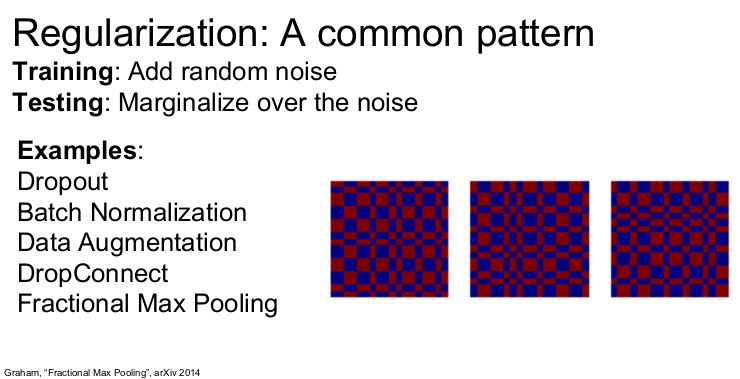 Regularization: A common pattern
Training: Add random noise
Testing: Marginalize over the noise
Examples:
Dropout
Batch Normalization
Data Augmentation
DropConnect
Fractional Max Pooling
Graham, “Fractional Max Pooling”, arXiv 2014